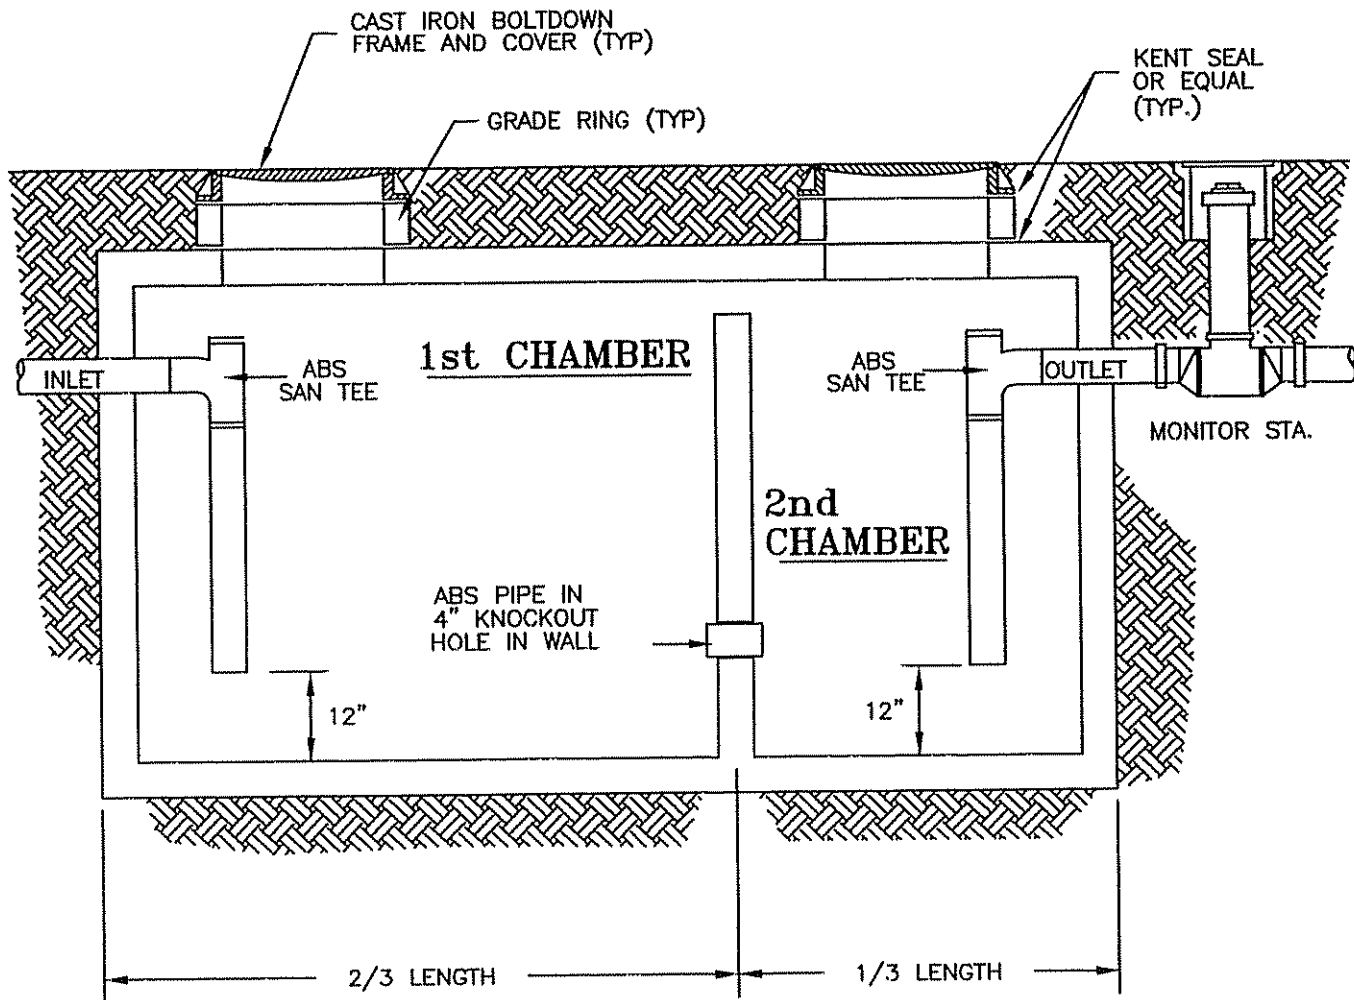 CAST IRON BOLTDOWN
FRAME AND COVER (TYP)
KENT SEAL
OR EQUAL
(TYP.)
GRADE RING (TYP)
1st CHAMBER
INLET
ABS
SAN TEE
ABS
SAN TEE
OUTLET
MONITOR STA.
2nd
CHAMBER
ABS PIPE IN
4" KNOCKOUT
HOLE IN WALL
12"
12"
2/3 LENGTH
1/3 LENGTH